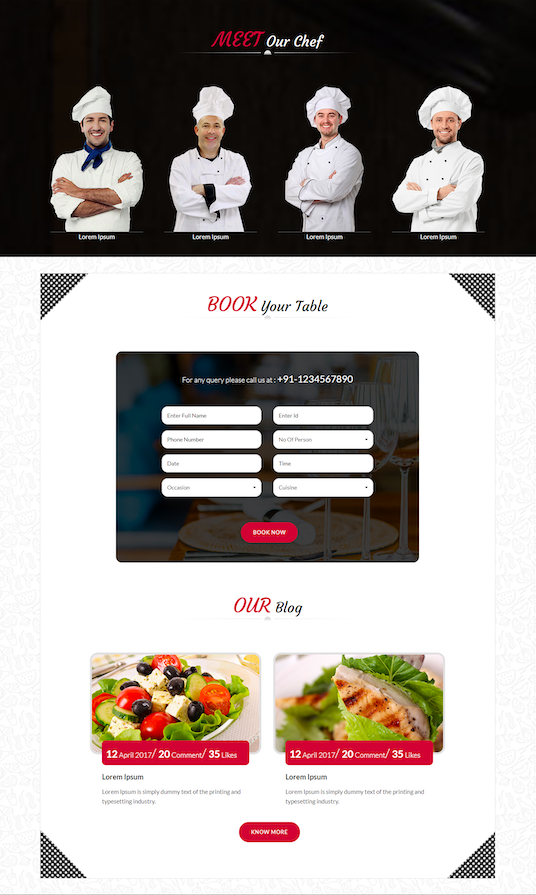 MEET Our Chef
Lorem Ipsum
Lorem Ipsum
Lorem Ipsum
Lorem Ipsum
BOOK Your Table
For any query please call us at : +91-1234567890
Enter Full Name
Enter Id
Phone Number
No Of Person
Date
Time
Occasion
Cuisine
BOOK NOW
OUR Blog
12 April 2017/ 20 Comment/ 35 Likes
Lorem Ipsum
Lorem Ipsum is simply dummy text of the printing and
typesetting industry.
12 April 2017/ 20 Comment/ 35 Likes
Lorem Ipsum
Lorem Ipsum is simply dummy text of the printing and
typesetting industry.
KNOW MORE